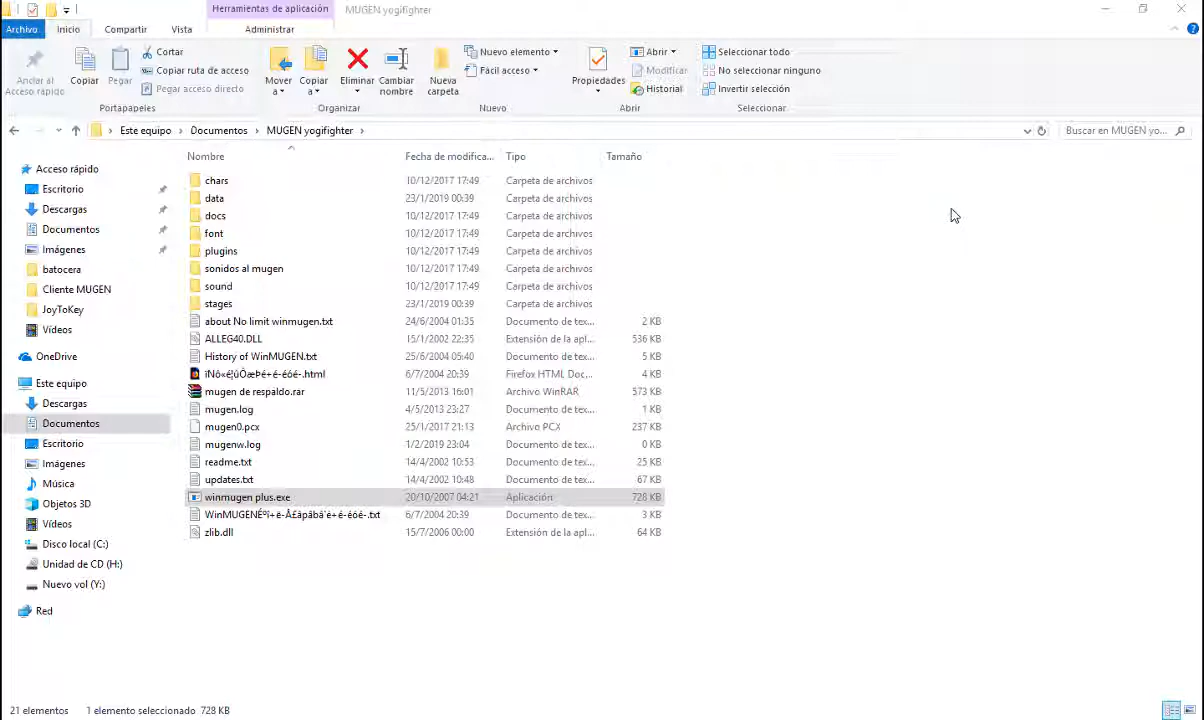 Herramientas de aplicación
MUGEN yogifighter
Archivo Inicio Compartir Vista Administrar
Anclar al Acceso rápido
Copiar
Pegar
Cortar
Copiar ruta de acceso
Pegar acceso directo
Portapapeles
Mover a
Copiar a
Eliminar
Cambiar nombre
Organizar
Nueva carpeta
Nuevo elemento
Fácil acceso
Nuevo
Propiedades
Abrir
Modificar
Historial
Abrir
Seleccionar todo
No seleccionar ninguno
Invertir selección
Seleccionar
Este equipo > Documentos > MUGEN yogifighter >
Buscar en MUGEN yo...
Acceso rápido
Escritorio
Descargas
Documentos
Imágenes
batocera
Cliente MUGEN
JoyToKey
Vídeos
OneDrive
Este equipo
Descargas
Documentos
Escritorio
Imágenes
Música
Objetos 3D
Vídeos
Disco local (C:)
Unidad de CD (H:)
Nuevo vol (Y:)
Red
Nombre Fecha de modifica... Tipo Tamaño
chars 10/12/2017 17:49 Carpeta de archivos
data 23/1/2019 00:39 Carpeta de archivos
docs 10/12/2017 17:49 Carpeta de archivos
font 10/12/2017 17:49 Carpeta de archivos
plugins 10/12/2017 17:49 Carpeta de archivos
sonidos al mugen 10/12/2017 17:49 Carpeta de archivos
sound 10/12/2017 17:49 Carpeta de archivos
stages 23/1/2019 00:39 Carpeta de archivos
about No limit winmugen.txt 24/6/2004 01:35 Documento de tex... 2 KB
ALLEG40.DLL 15/1/2002 22:35 Extensión de la apl... 536 KB
History of WinMUGEN.txt 25/6/2004 05:40 Documento de tex... 5 KB
6/7/2004 20:39 Firefox HTML Doc... 4 KB
mugen de respaldo.rar 11/5/2013 16:01 Archivo WinRAR 573 KB
mugen.log 4/5/2013 23:27 Documento de tex... 1 KB
mugen0.pcx 25/1/2017 21:13 Archivo PCX 237 KB
mugenw.log 1/2/2019 23:04 Documento de tex... 0 KB
readme.txt 14/4/2002 10:53 Documento de tex... 25 KB
updates.txt 14/4/2002 10:48 Documento de tex... 67 KB
winmugen plus.exe 20/10/2007 04:21 Aplicación 728 KB
6/7/2004 20:39 Documento de tex... 3 KB
zlib.dll 15/7/2006 00:00 Extensión de la apl... 64 KB
21 elementos 1 elemento seleccionado 728 KB